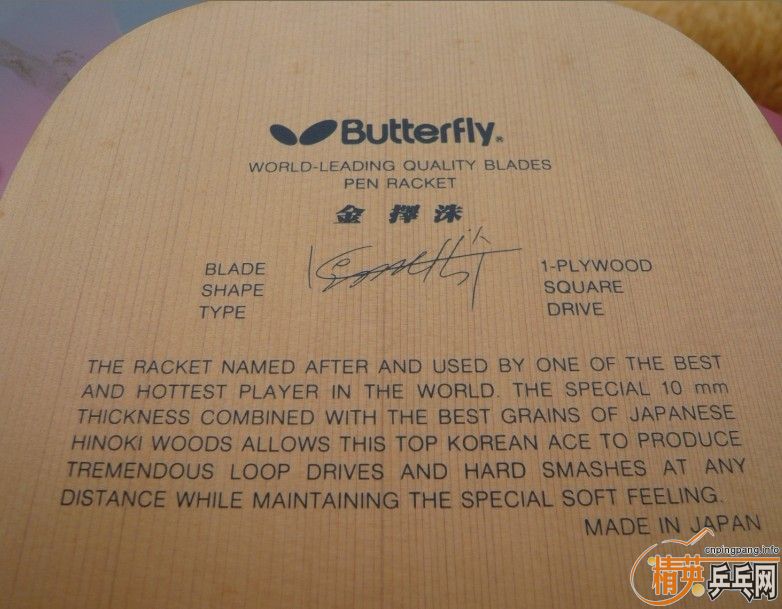 Butterfly®
WORLD-LEADING QUALITY BLADES
PEN RACKET
金擇洙
BLADE 1-PLYWOOD
SHAPE SQUARE
TYPE DRIVE
THE RACKET NAMED AFTER AND USED BY ONE OF THE BEST
AND HOTTEST PLAYER IN THE WORLD. THE SPECIAL 10 mm
THICKNESS COMBINED WITH THE BEST GRAINS OF JAPANESE
HINOKI WOODS ALLOWS THIS TOP KOREAN ACE TO PRODUCE
TREMENDOUS LOOP DRIVES AND HARD SMASHES AT ANY
DISTANCE WHILE MAINTAINING THE SPECIAL SOFT FEELING.
MADE IN JAPAN
cnpingpang.info
精英乒乓网